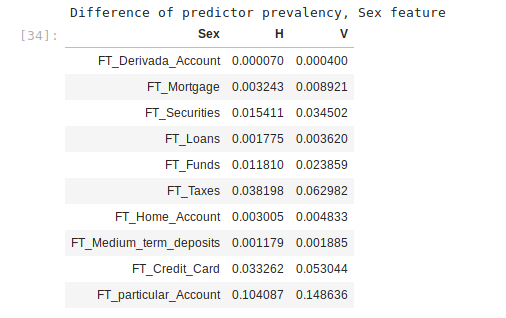 Difference of predictor prevalency, Sex feature
[34]:
Sex H V
FT_Derivada_Account 0.000070 0.000400
FT_Mortgage 0.003243 0.008921
FT_Securities 0.015411 0.034502
FT_Loans 0.001775 0.003620
FT_Funds 0.011810 0.023859
FT_Taxes 0.038198 0.062982
FT_Home_Account 0.003005 0.004833
FT_Medium_term_deposits 0.001179 0.001885
FT_Credit_Card 0.033262 0.053044
FT_particular_Account 0.104087 0.148636